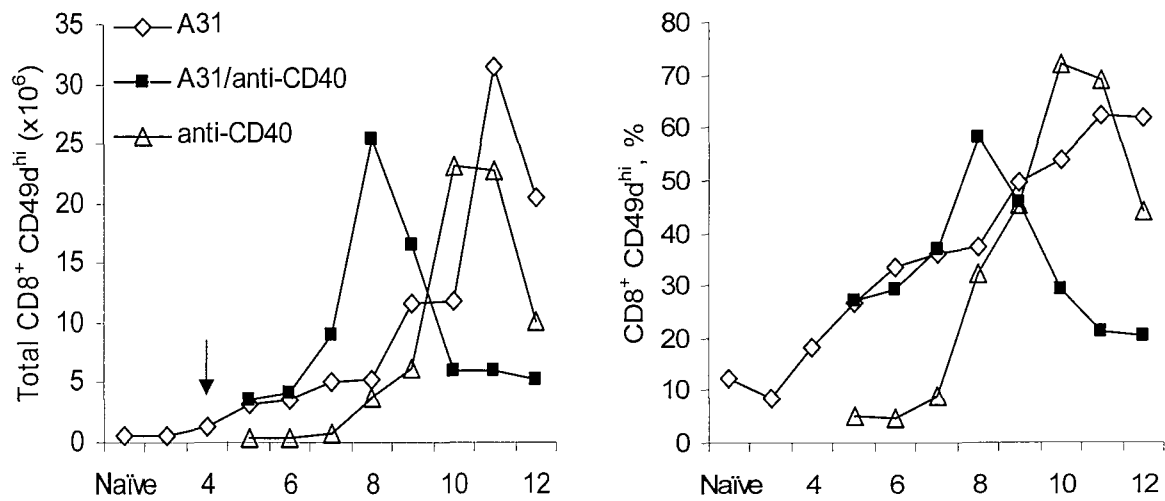 Total CD8⁺ CD49d^hi (x10⁶)
35
30
25
20
15
10
5
0
A31
A31/anti-CD40
anti-CD40
Naïve 4 6 8 10 12
CD8⁺ CD49d^hi, %
80
70
60
50
40
30
20
10
0
Naïve 4 6 8 10 12